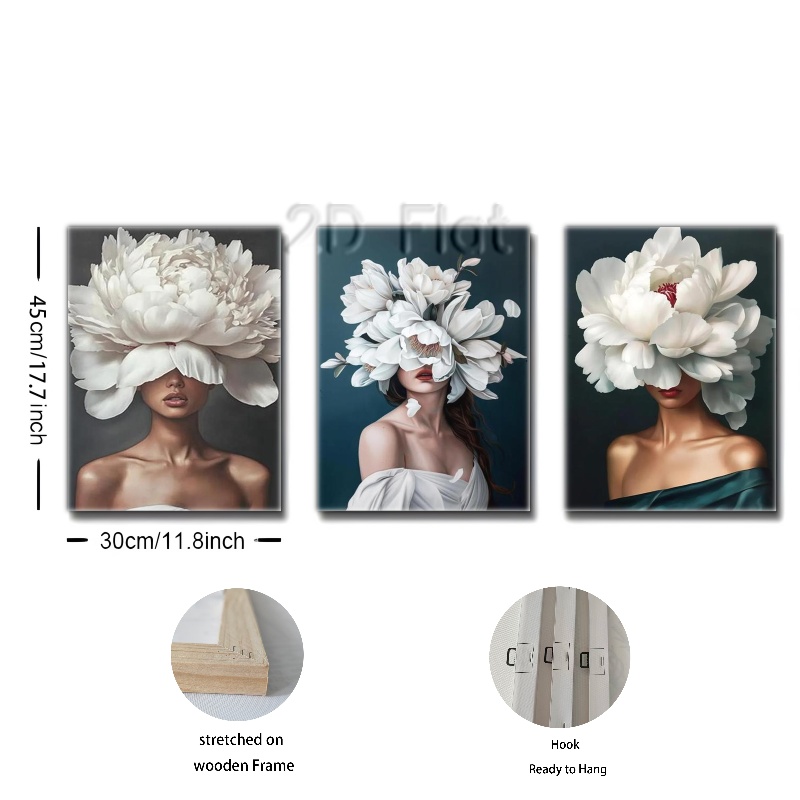 2D Flat
45cm/17.7inch
30cm/11.8inch
stretched on
wooden Frame
Hook
Ready to Hang